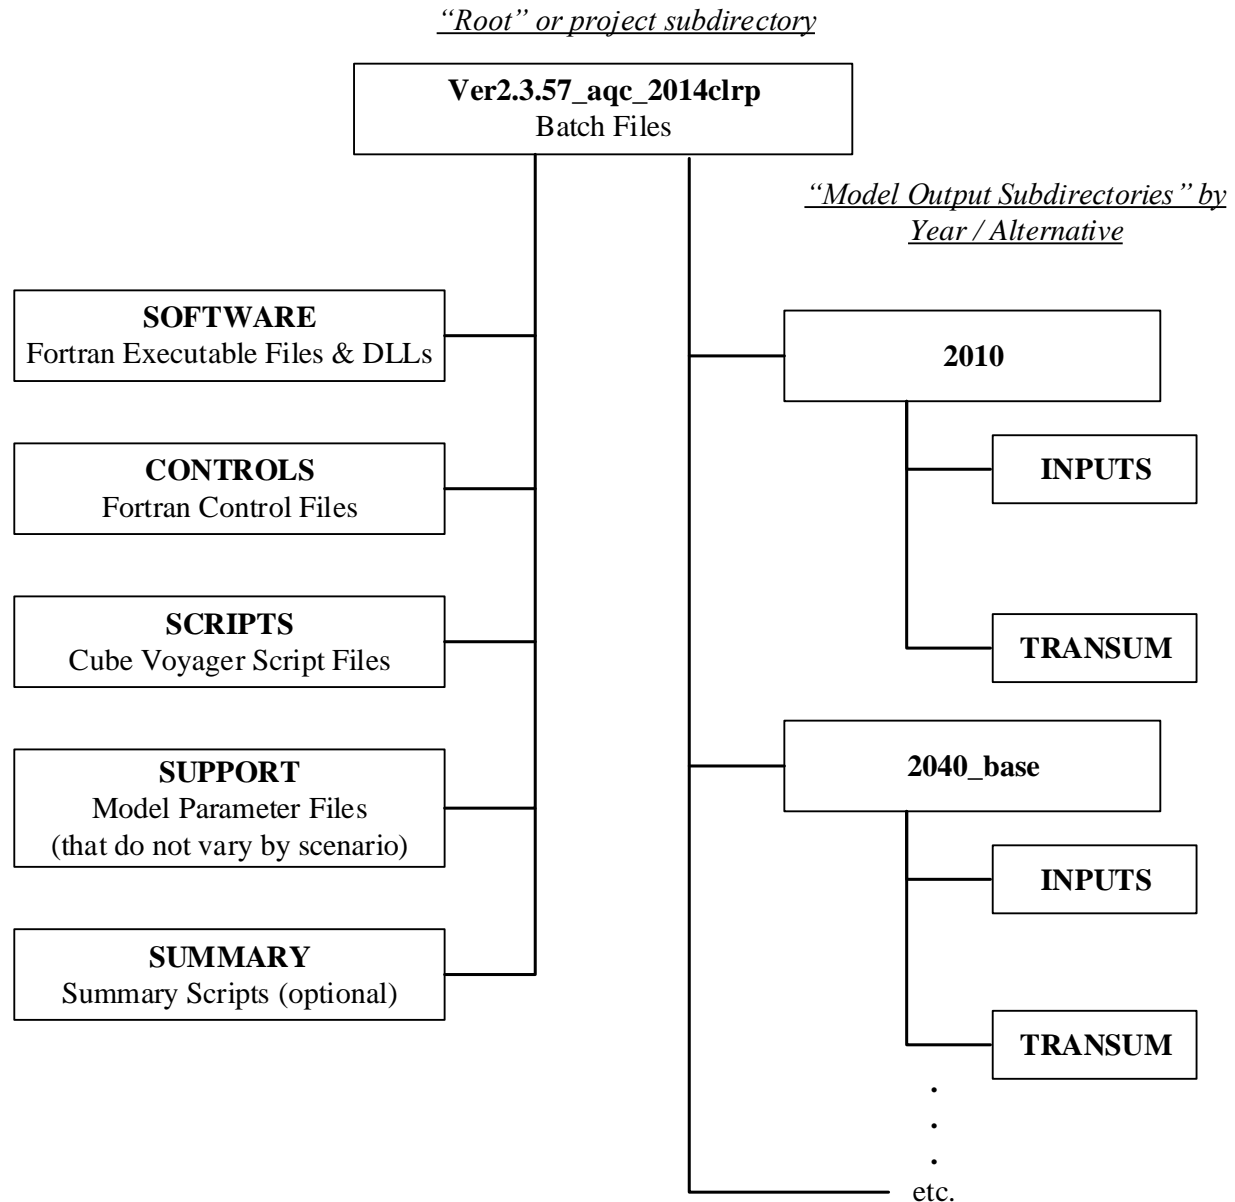 “Root” or project subdirectory
Ver2.3.57_aqc_2014clrp
Batch Files
“Model Output Subdirectories” by
Year / Alternative
SOFTWARE
Fortran Executable Files & DLLs
CONTROLS
Fortran Control Files
SCRIPTS
Cube Voyager Script Files
SUPPORT
Model Parameter Files
(that do not vary by scenario)
SUMMARY
Summary Scripts (optional)
2010
INPUTS
TRANSUM
2040_base
INPUTS
TRANSUM
.
.
.
etc.